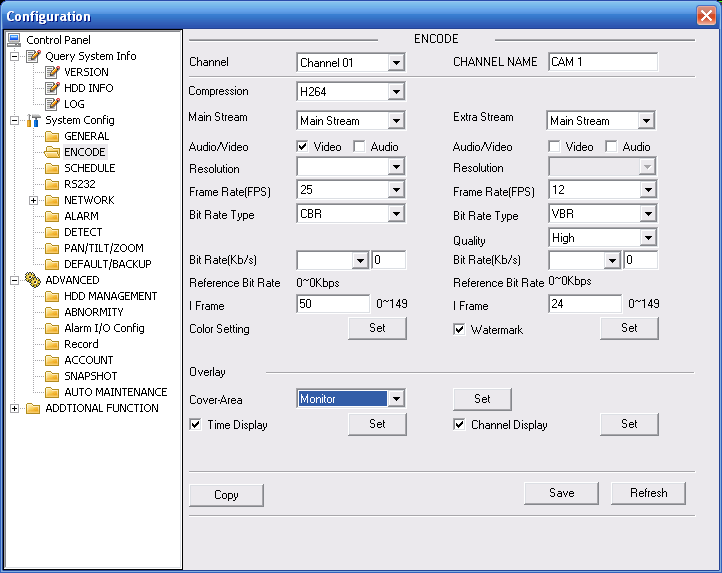 Configuration
Control Panel
Query System Info
VERSION
HDD INFO
LOG
System Config
GENERAL
ENCODE
SCHEDULE
RS232
NETWORK
ALARM
DETECT
PAN/TILT/ZOOM
DEFAULT/BACKUP
ADVANCED
HDD MANAGEMENT
ABNORMITY
Alarm I/O Config
Record
ACCOUNT
SNAPSHOT
AUTO MAINTENANCE
ADDTIONAL FUNCTION
ENCODE
Channel Channel 01 CHANNEL NAME CAM 1
Compression H264
Main Stream Main Stream Extra Stream Main Stream
Audio/Video Video Audio Audio/Video Video Audio
Resolution Resolution
Frame Rate(FPS) 25 Frame Rate(FPS) 12
Bit Rate Type CBR Bit Rate Type VBR
Quality High
Bit Rate(Kb/s) 0 Bit Rate(Kb/s) 0
Reference Bit Rate 0~0Kbps Reference Bit Rate 0~0Kbps
I Frame 50 0~149 I Frame 24 0~149
Color Setting Set Watermark Set
Overlay
Cover-Area Monitor Set
Time Display Set Channel Display Set
Copy Save Refresh